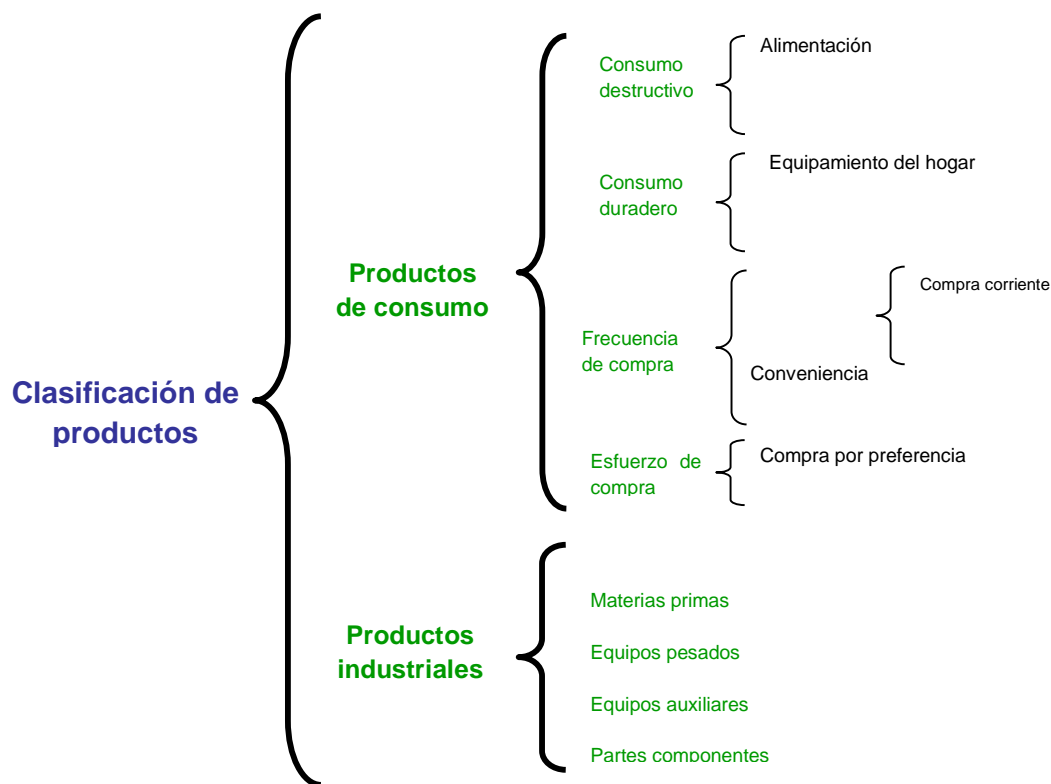 Clasificación de
productos
Productos
de consumo
Consumo
destructivo
Alimentación
Consumo
duradero
Equipamiento del hogar
Frecuencia
de compra
Conveniencia
Compra corriente
Esfuerzo de
compra
Compra por preferencia
Productos
industriales
Materias primas
Equipos pesados
Equipos auxiliares
Partes componentes